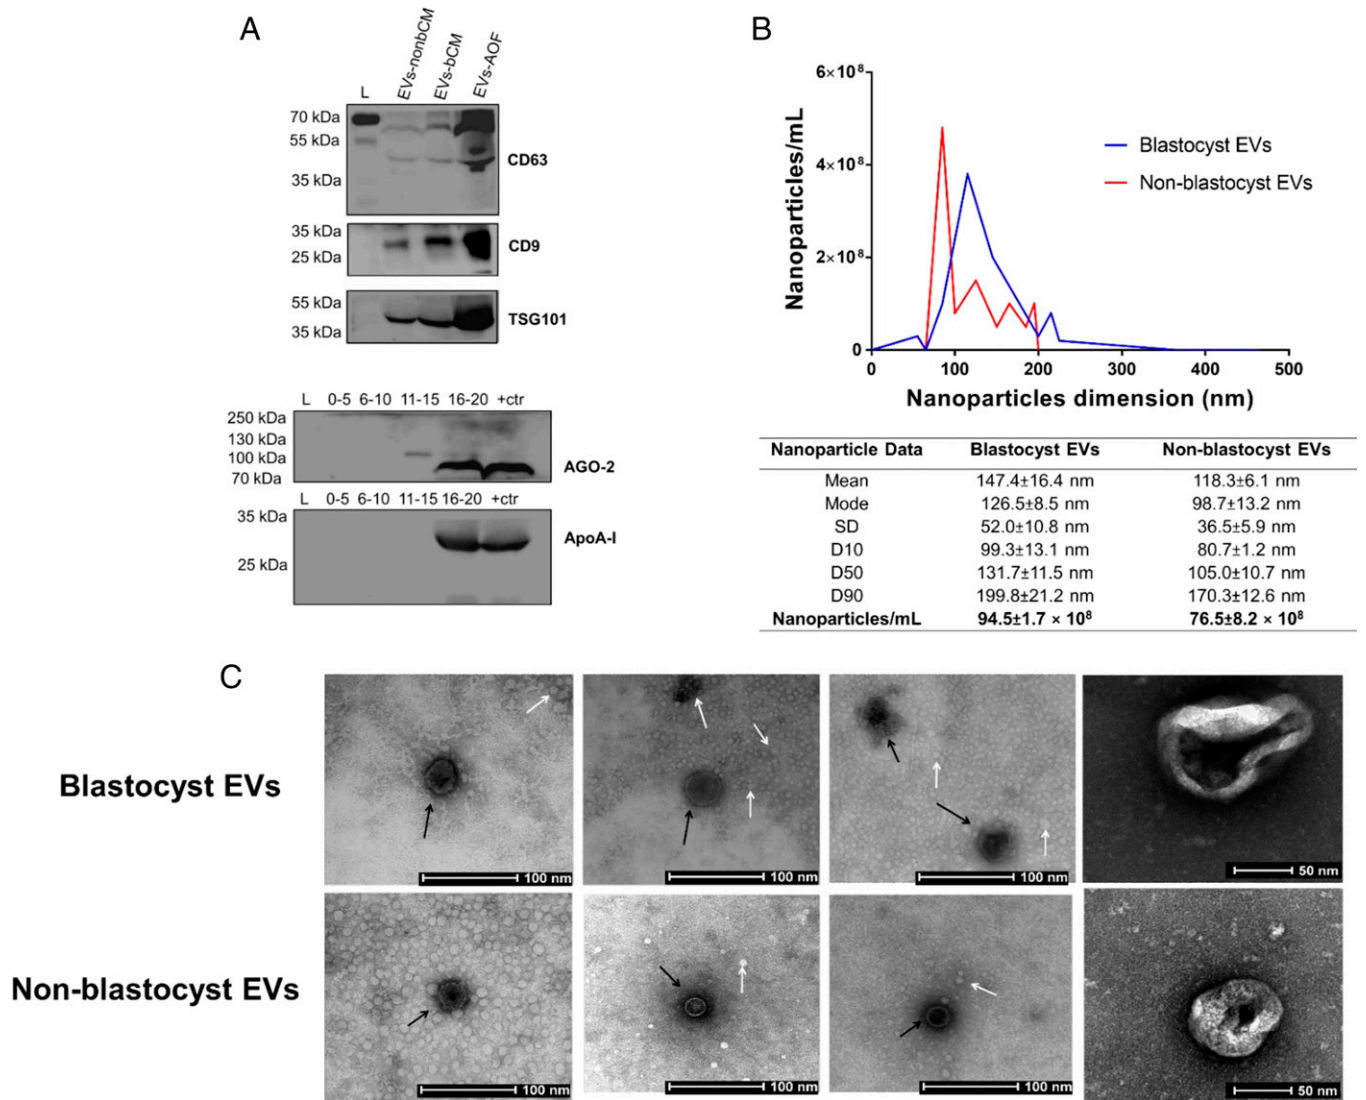 A
L
EVs-nonbCM
EVs-bCM
EVs-AOF
70 kDa
55 kDa
35 kDa
CD63
35 kDa
25 kDa
CD9
55 kDa
35 kDa
TSG101
L 0-5 6-10 11-15 16-20 +ctr
250 kDa
130 kDa
100 kDa
70 kDa
AGO-2
L 0-5 6-10 11-15 16-20 +ctr
35 kDa
25 kDa
ApoA-I
B
Nanoparticles/mL
6×10⁸
4×10⁸
2×10⁸
0
0 100 200 300 400 500
Nanoparticles dimension (nm)
Blastocyst EVs
Non-blastocyst EVs
Nanoparticle Data Blastocyst EVs Non-blastocyst EVs
Mean 147.4±16.4 nm 118.3±6.1 nm
Mode 126.5±8.5 nm 98.7±13.2 nm
SD 52.0±10.8 nm 36.5±5.9 nm
D10 99.3±13.1 nm 80.7±1.2 nm
D50 131.7±11.5 nm 105.0±10.7 nm
D90 199.8±21.2 nm 170.3±12.6 nm
Nanoparticles/mL 94.5±1.7 × 10⁸ 76.5±8.2 × 10⁸
C
Blastocyst EVs
100 nm
100 nm
100 nm
50 nm
Non-blastocyst EVs
100 nm
100 nm
100 nm
50 nm